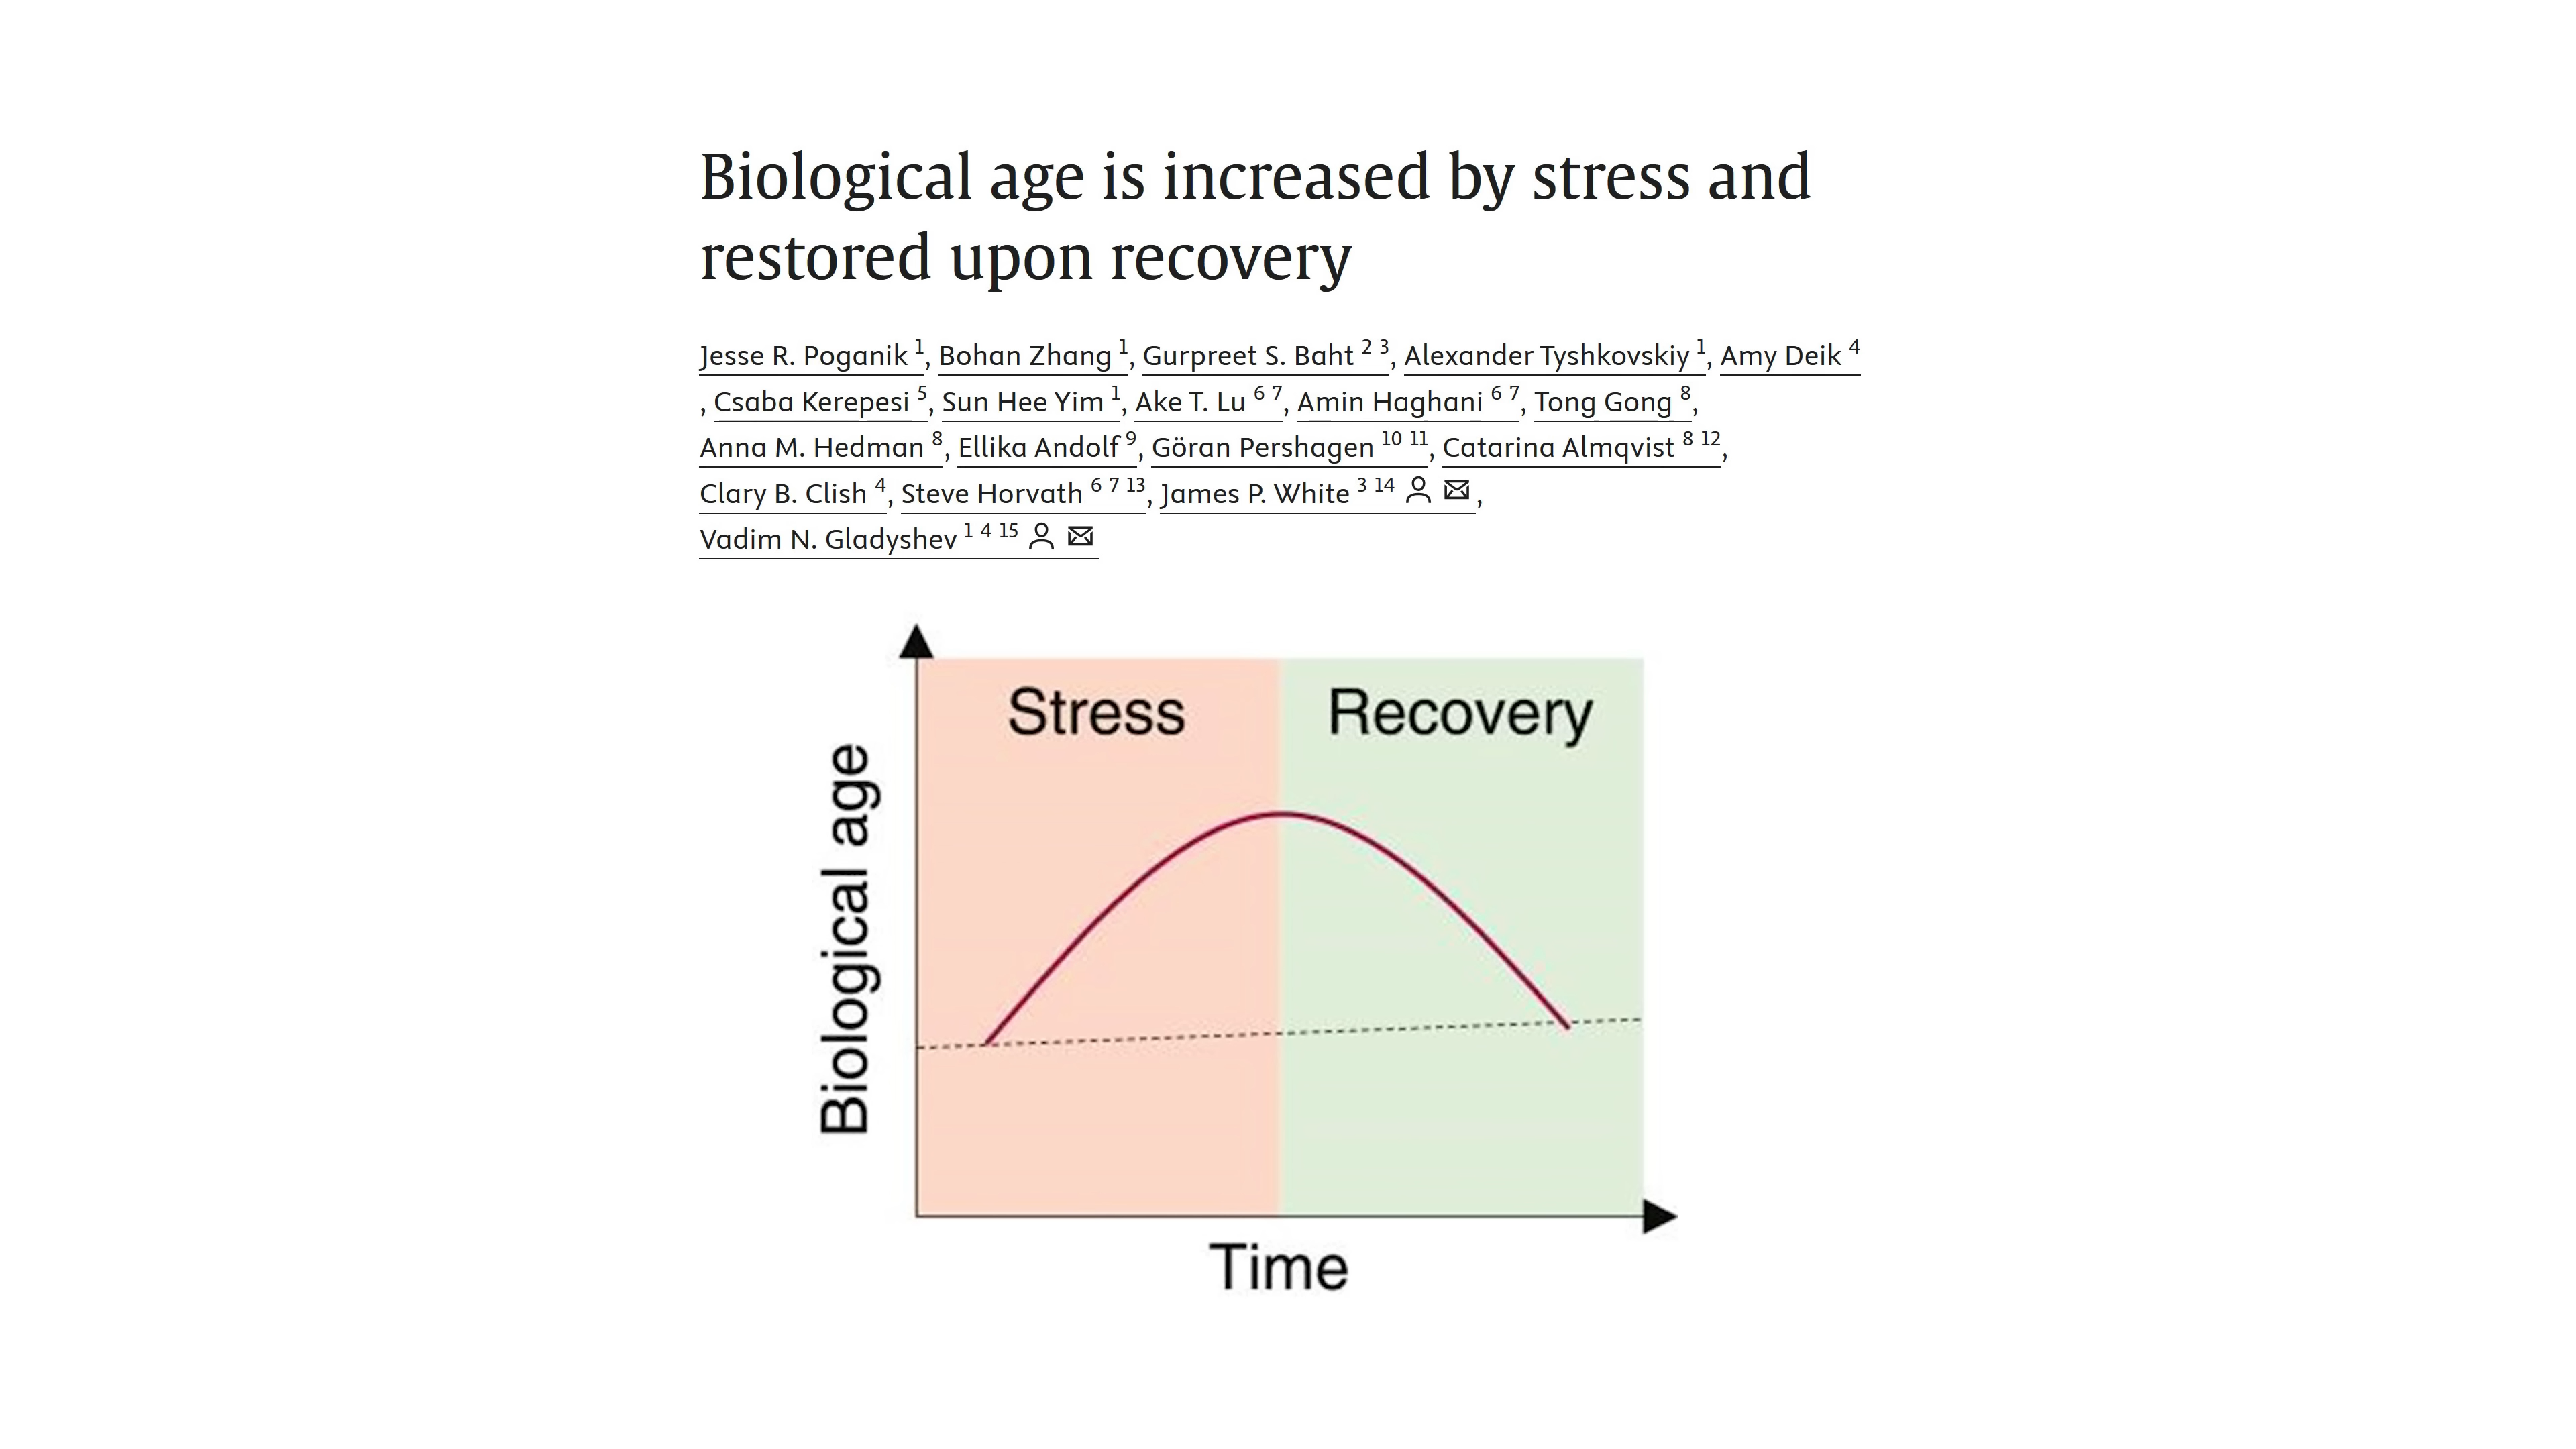 Biological age is increased by stress and
restored upon recovery
Jesse R. Poganik 1, Bohan Zhang 1, Gurpreet S. Baht 2 3, Alexander Tyshkovskiy 1, Amy Deik 4
, Csaba Kerepesi 5, Sun Hee Yim 1, Ake T. Lu 6 7, Amin Haghani 6 7, Tong Gong 8,
Anna M. Hedman 8, Ellika Andolf 9, Göran Pershagen 10 11, Catarina Almqvist 8 12,
Clary B. Clish 4, Steve Horvath 6 7 13, James P. White 3 14,
Vadim N. Gladyshev 1 4 15
Stress
Recovery
Biological age
Time